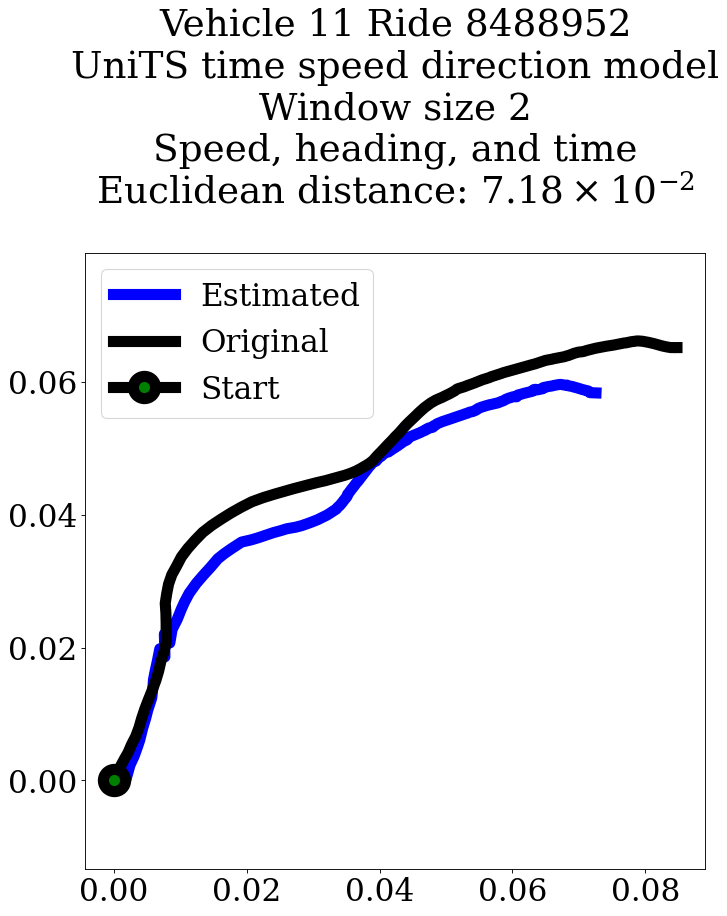 Vehicle 11 Ride 8488952
UniTS time speed direction model
Window size 2
Speed, heading, and time
Euclidean distance: 7.18 × 10⁻²
Estimated
Original
Start
0.06
0.04
0.02
0.00
0.00 0.02 0.04 0.06 0.08